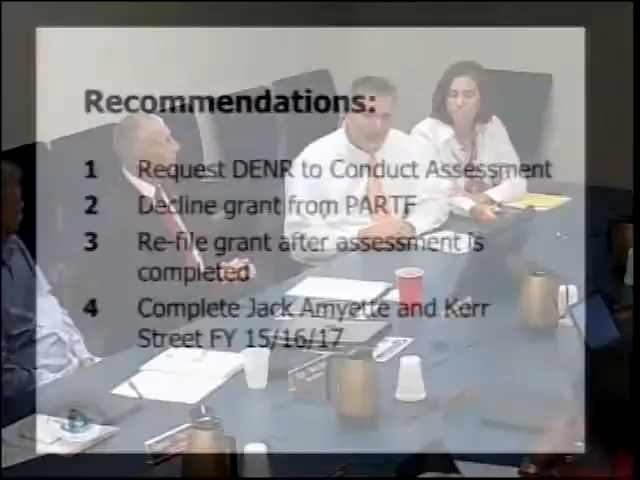 Recommendations:
1 Request DENR to Conduct Assessment
2 Decline grant from PARTF
3 Re-file grant after assessment is
completed
4 Complete Jack Amyette and Kerr
Street FY 15/16/17